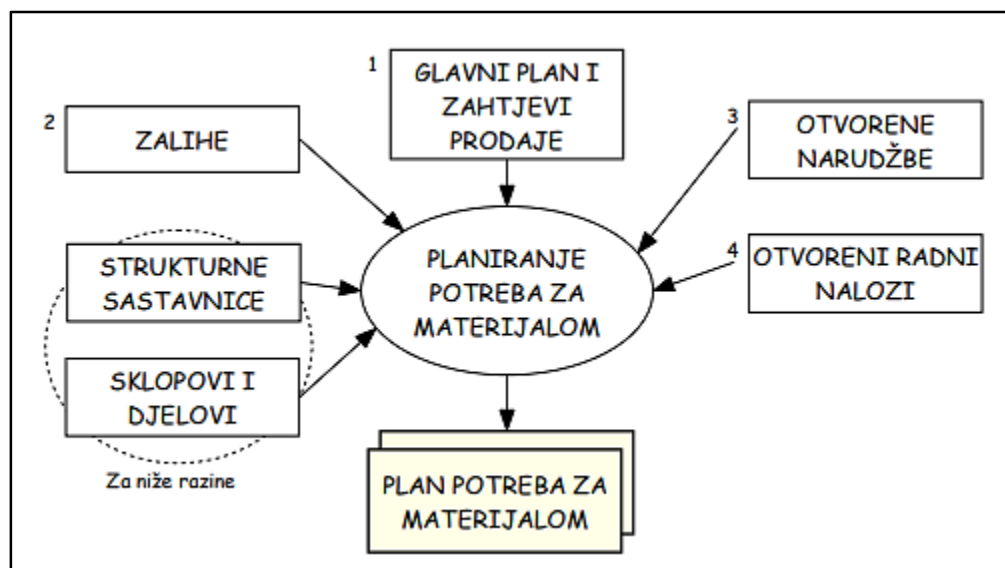 1
GLAVNI PLAN I
ZAHTJEVI
PRODAJE
2
ZALIHE
3
OTVORENE
NARUDŽBE
STRUKTURNE
SASTAVNICE
PLANIRANJE
POTREBA ZA
MATERIJALOM
4
OTVORENI RADNI
NALOZI
SKLOPOVI I
DJELOVI
Za niže razine
PLAN POTREBA ZA
MATERIJALOM